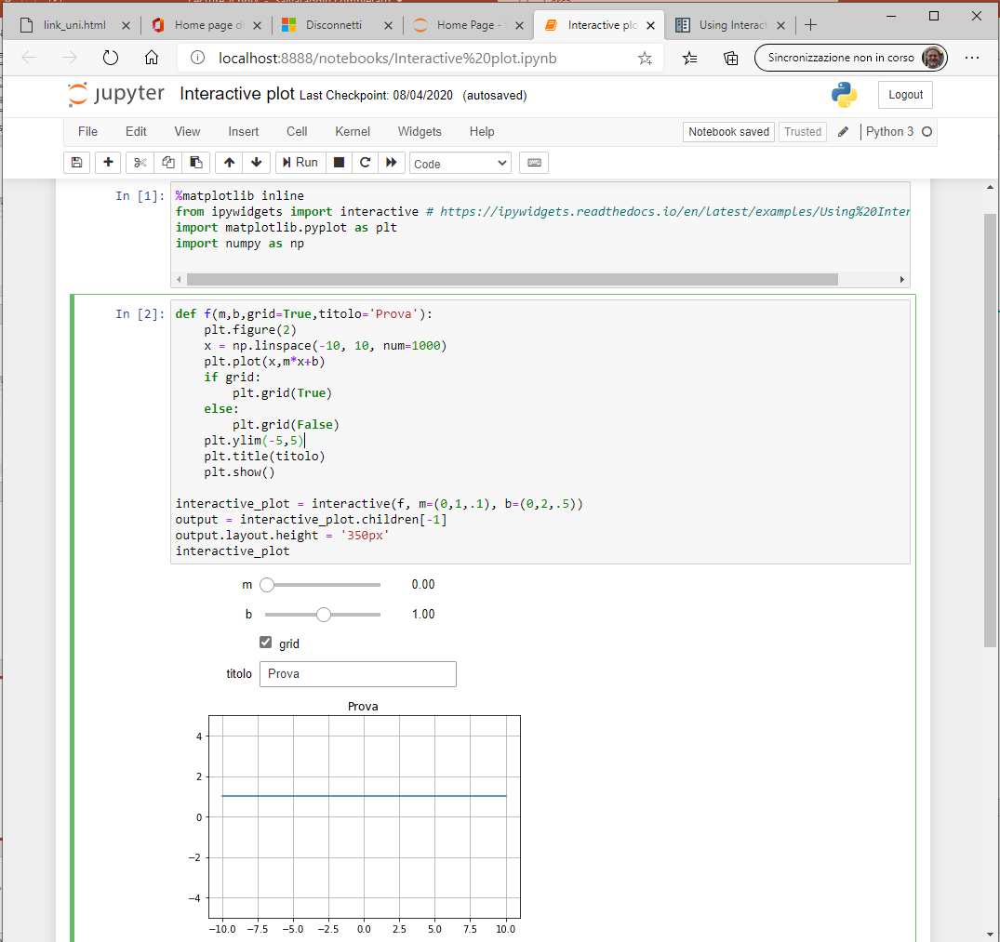 link_uni.html
Home page d
Disconnetti
Home Page -
Interactive plo
Using Interact
localhost:8888/notebooks/Interactive%20plot.ipynb
Sincronizzazione non in corso
jupyter Interactive plot Last Checkpoint: 08/04/2020 (autosaved)
Logout
File Edit View Insert Cell Kernel Widgets Help
Notebook saved Trusted Python 3
Run Code
In [1]: %matplotlib inline
from ipywidgets import interactive # https://ipywidgets.readthedocs.io/en/latest/examples/Using%20Inter
import matplotlib.pyplot as plt
import numpy as np
In [2]: def f(m,b,grid=True,titolo='Prova'):
    plt.figure(2)
    x = np.linspace(-10, 10, num=1000)
    plt.plot(x,m*x+b)
    if grid:
        plt.grid(True)
    else:
        plt.grid(False)
    plt.ylim(-5,5)
    plt.title(titolo)
    plt.show()
interactive_plot = interactive(f, m=(0,1,.1), b=(0,2,.5))
output = interactive_plot.children[-1]
output.layout.height = '350px'
interactive_plot
m 0.00
b 1.00
grid
titolo Prova
Prova
4
2
0
−2
−4
−10.0 −7.5 −5.0 −2.5 0.0 2.5 5.0 7.5 10.0